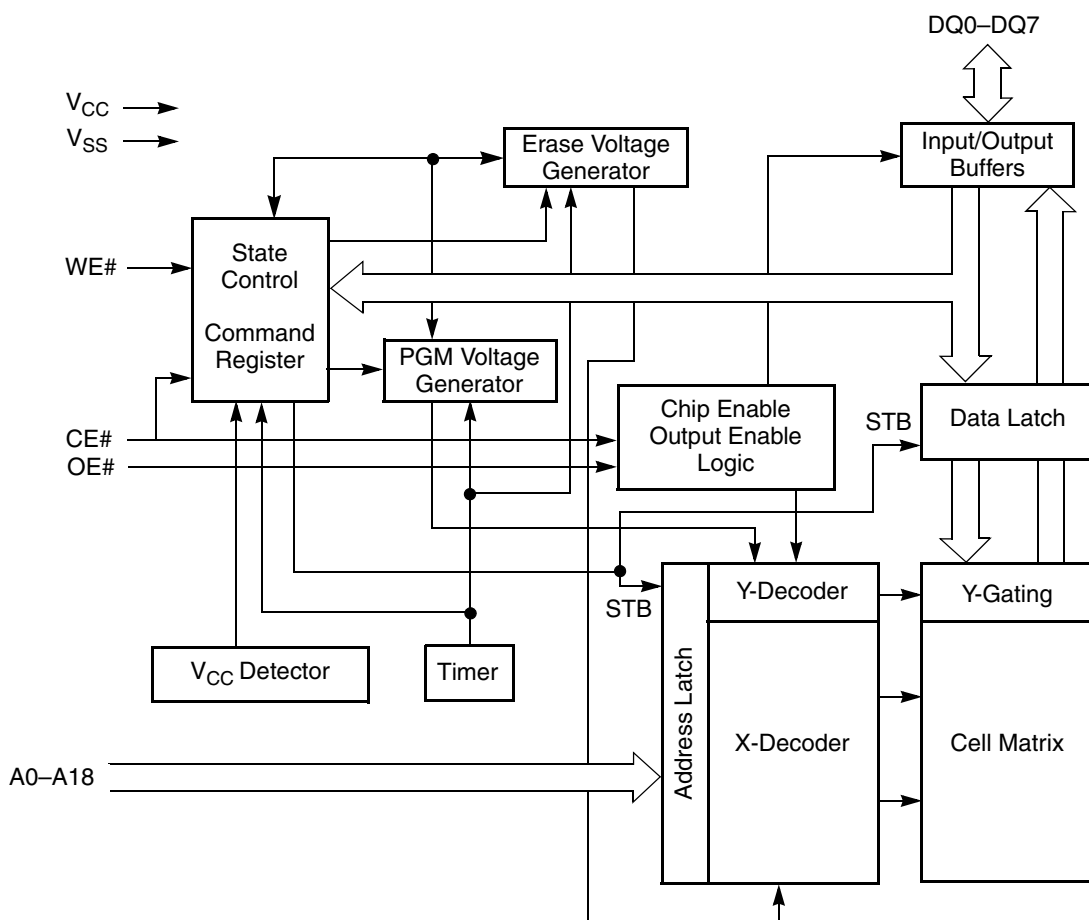 DQ0–DQ7
VCC
VSS
Erase Voltage
Generator
Input/Output
Buffers
WE#
State
Control
Command
Register
PGM Voltage
Generator
CE#
OE#
Chip Enable
Output Enable
Logic
STB
Data Latch
STB
Y-Decoder
Y-Gating
VCC Detector
Timer
Address Latch
X-Decoder
Cell Matrix
A0–A18